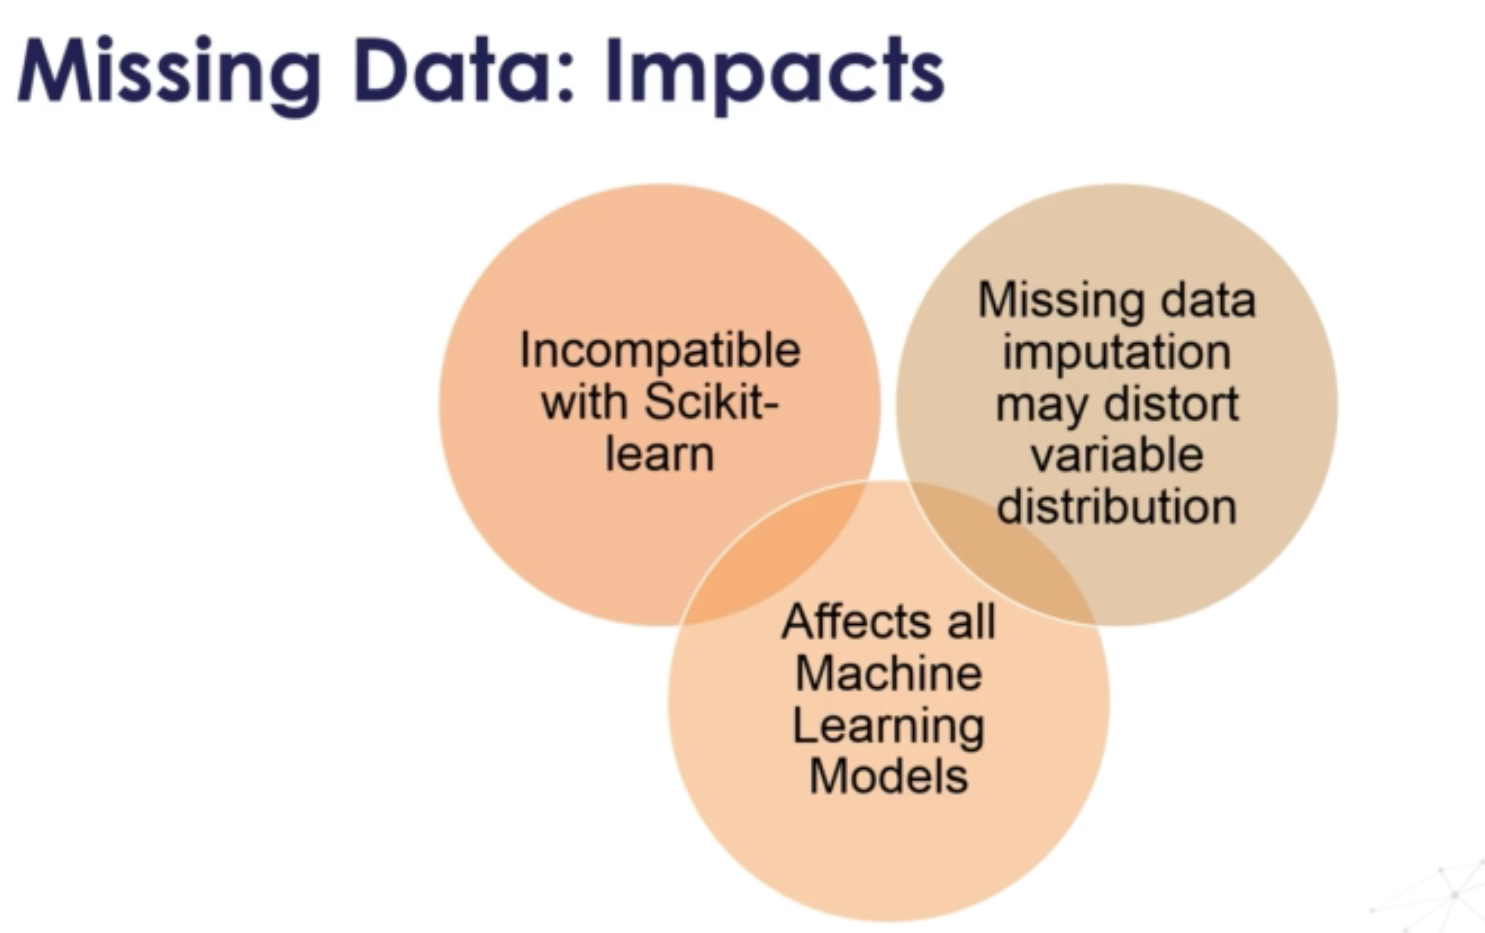 Missing Data: Impacts
Incompatible
with Scikit-
learn
Missing data
imputation
may distort
variable
distribution
Affects all
Machine
Learning
Models